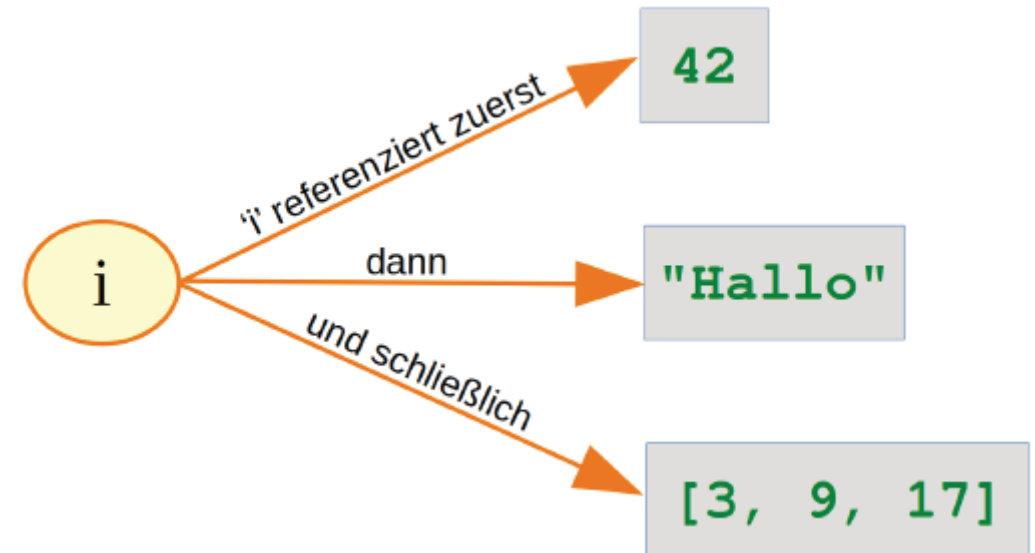 42
'i' referenziert zuerst
i
dann
"Hallo"
und schließlich
[3, 9, 17]